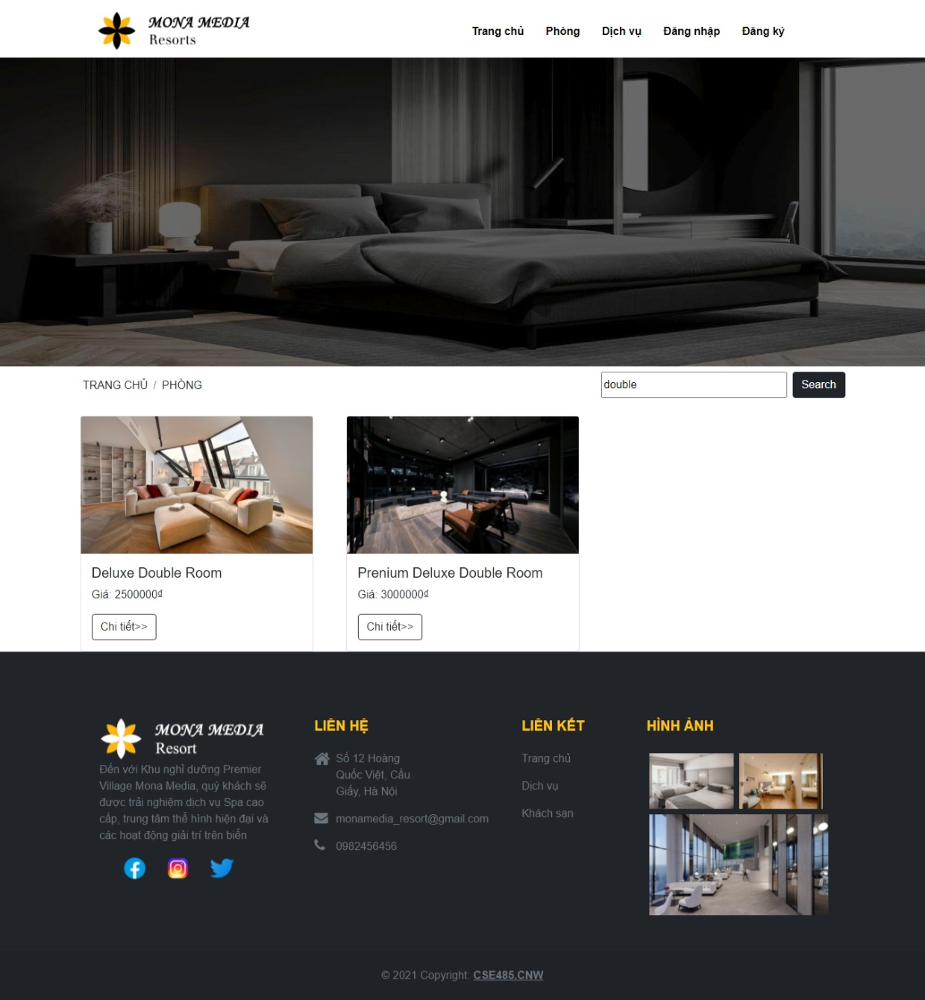 MONA MEDIA
Resorts
Trang chủ Phòng Dịch vụ Đăng nhập Đăng ký
TRANG CHỦ / PHÒNG
double
Search
Deluxe Double Room
Giá: 2500000₫
Chi tiết>>
Prenium Deluxe Double Room
Giá: 3000000₫
Chi tiết>>
MONA MEDIA
Resort
Đến với Khu nghỉ dưỡng Premier
Village Mona Media, quý khách sẽ
được trải nghiệm dịch vụ Spa cao
cấp, trung tâm thể hình hiện đại và
các hoạt động giải trí trên biển
LIÊN HỆ
Số 12 Hoàng
Quốc Việt, Cầu
Giấy, Hà Nội
monamedia_resort@gmail.com
0982456456
LIÊN KẾT
Trang chủ
Dịch vụ
Khách sạn
HÌNH ẢNH
© 2021 Copyright: CSE485.CNW